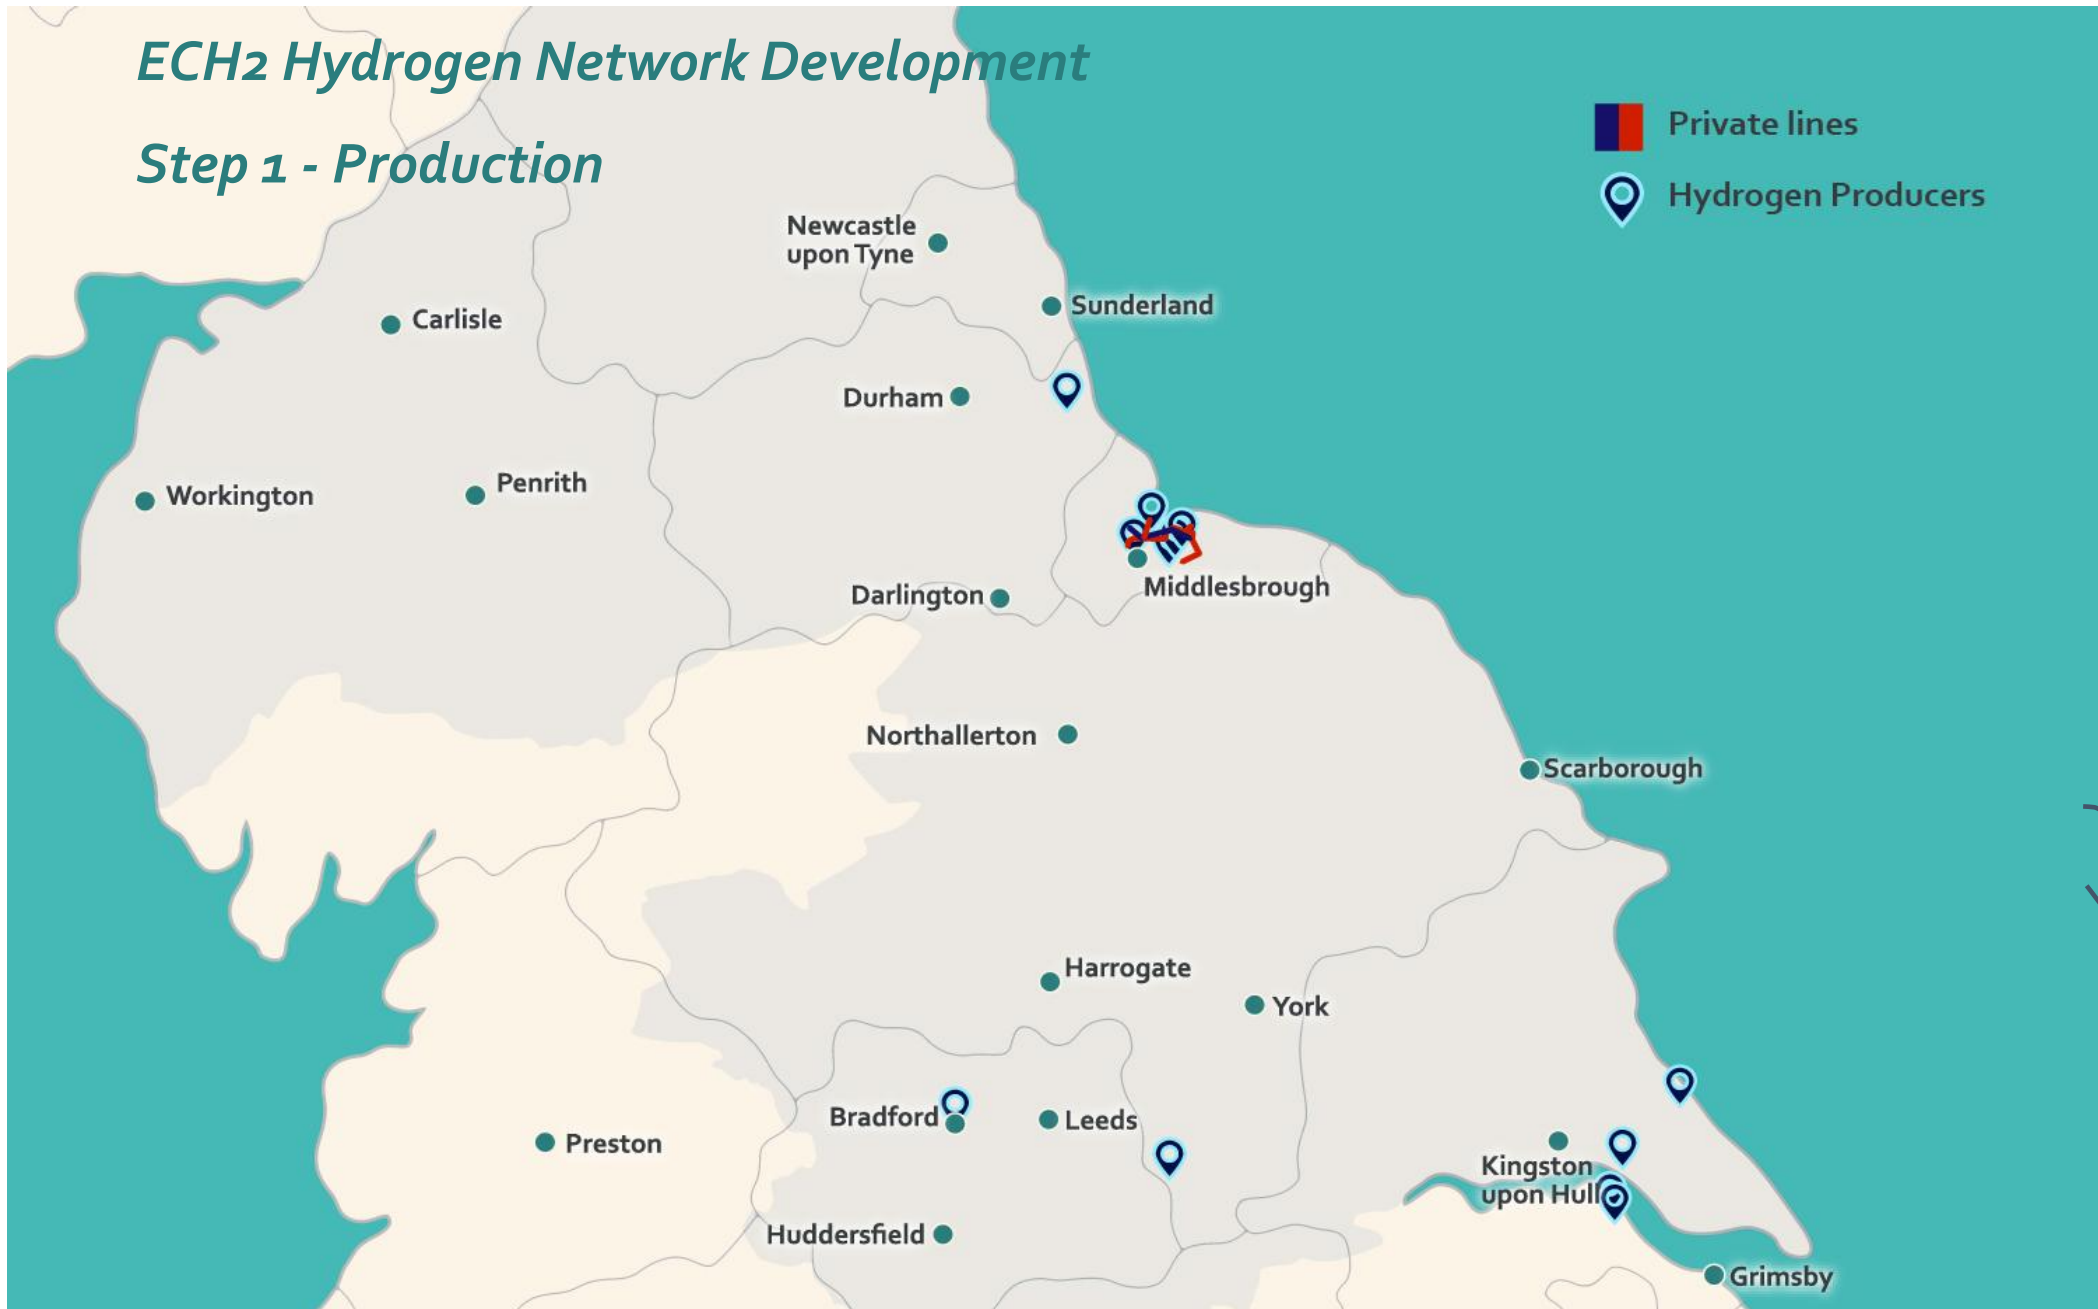 ECH2 Hydrogen Network Development
Step 1 - Production
Private lines
Hydrogen Producers
Newcastle
upon Tyne
Sunderland
Carlisle
Durham
Workington
Penrith
Darlington
Middlesbrough
Northallerton
Scarborough
Harrogate
York
Bradford
Leeds
Preston
Kingston
upon Hull
Huddersfield
Grimsby